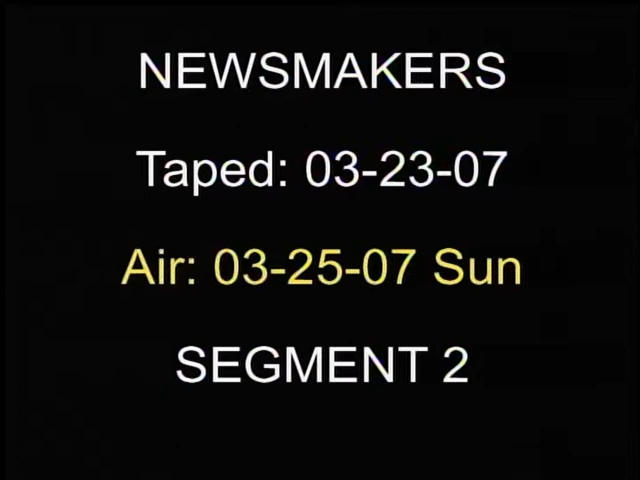 NEWSMAKERS
Taped: 03-23-07
Air: 03-25-07 Sun
SEGMENT 2